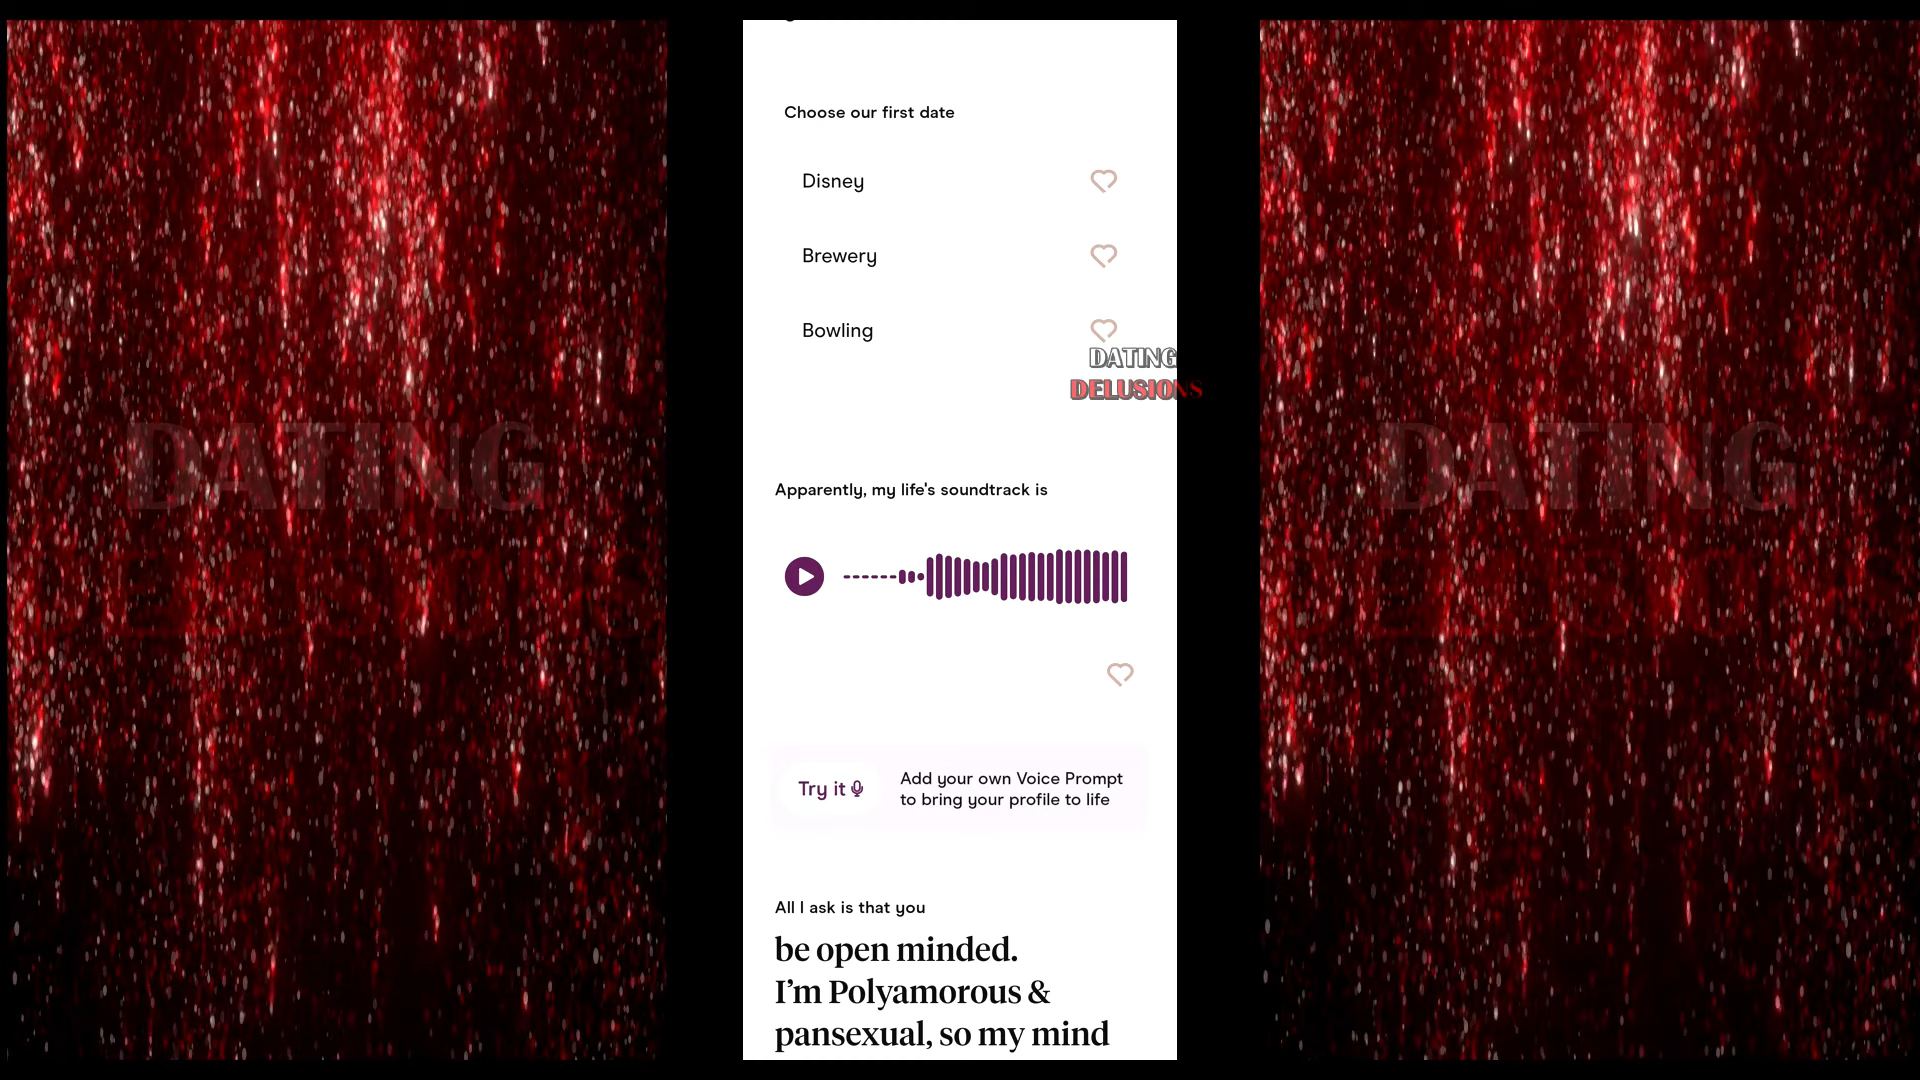 Choose our first date
Disney
Brewery
Bowling
DATING
DELUSIONS
Apparently, my life's soundtrack is
Try it
Add your own Voice Prompt
to bring your profile to life
All I ask is that you
be open minded.
I'm Polyamorous &
pansexual, so my mind
DATING
DATING